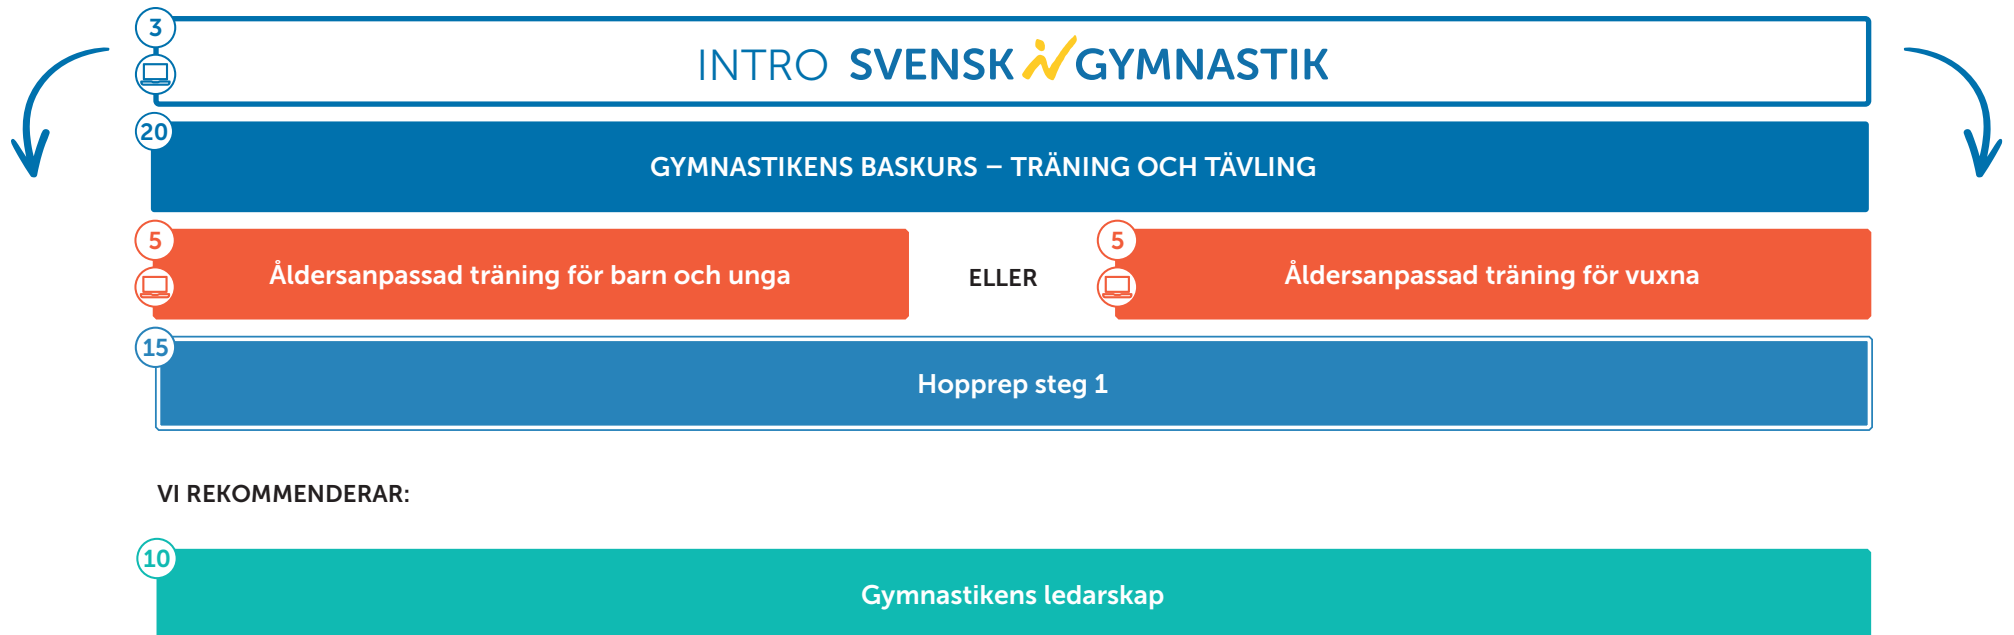 3
INTRO SVENSK GYMNASTIK
20
GYMNASTIKENS BASKURS – TRÄNING OCH TÄVLING
5
Åldersanpassad träning för barn och unga
ELLER
5
Åldersanpassad träning för vuxna
15
Hopprep steg 1
VI REKOMMENDERAR:
10
Gymnastikens ledarskap